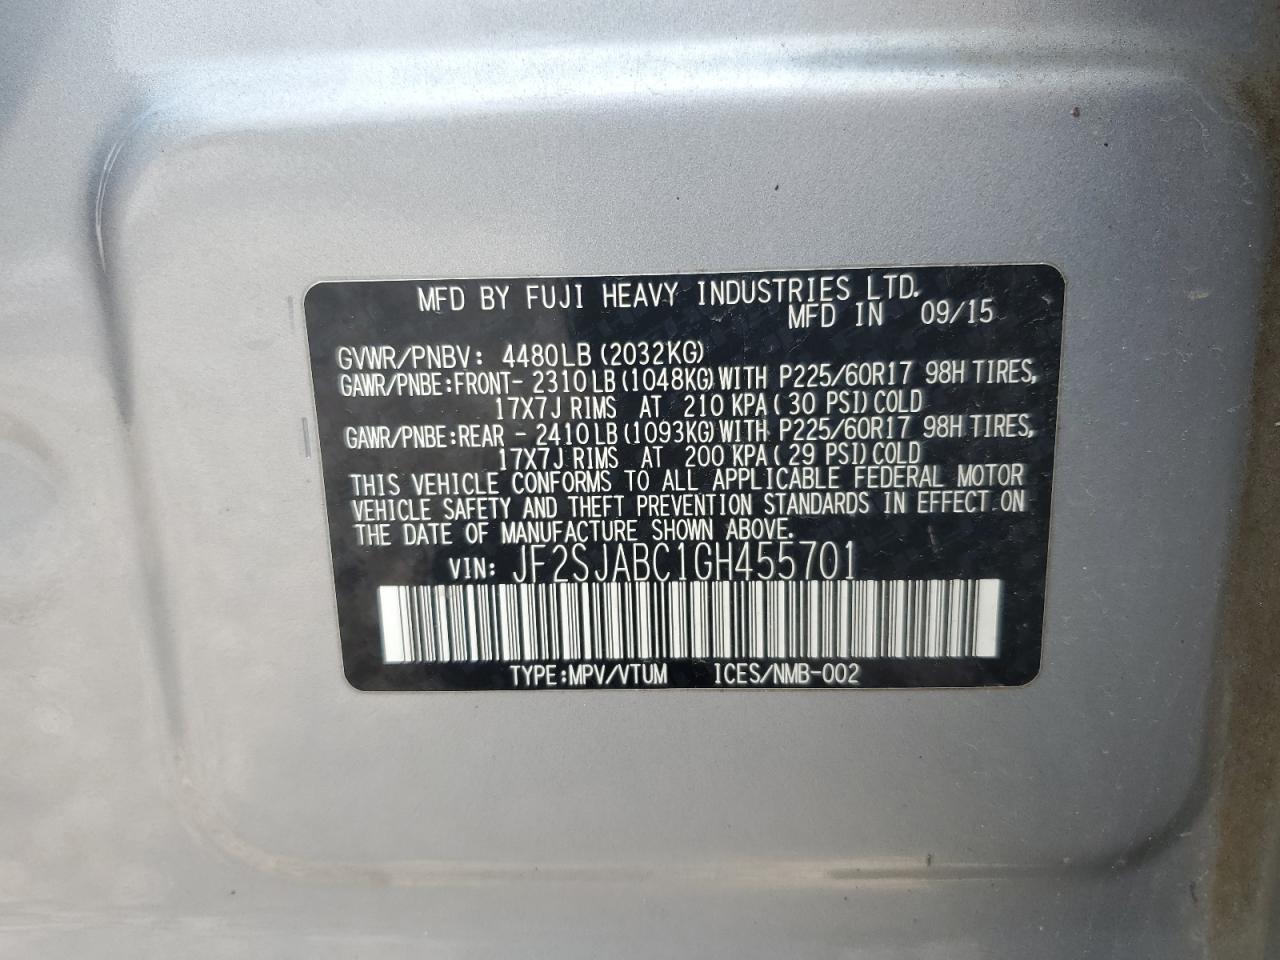 MFD BY FUJI HEAVY INDUSTRIES LTD.
MFD IN 09/15
GVWR/PNBV: 4480LB (2032KG)
GAWR/PNBE:FRONT- 2310LB (1048KG) WITH P225/60R17 98H TIRES,
17X7J RIMS AT 210 KPA (30 PSI) COLD
GAWR/PNBE:REAR - 2410LB (1093KG) WITH P225/60R17 98H TIRES,
17X7J RIMS AT 200 KPA (29 PSI) COLD
THIS VEHICLE CONFORMS TO ALL APPLICABLE FEDERAL MOTOR
VEHICLE SAFETY AND THEFT PREVENTION STANDARDS IN EFFECT ON
THE DATE OF MANUFACTURE SHOWN ABOVE.
VIN: JF2SJABC1GH455701
TYPE:MPV/VTUM ICES/NMB-002